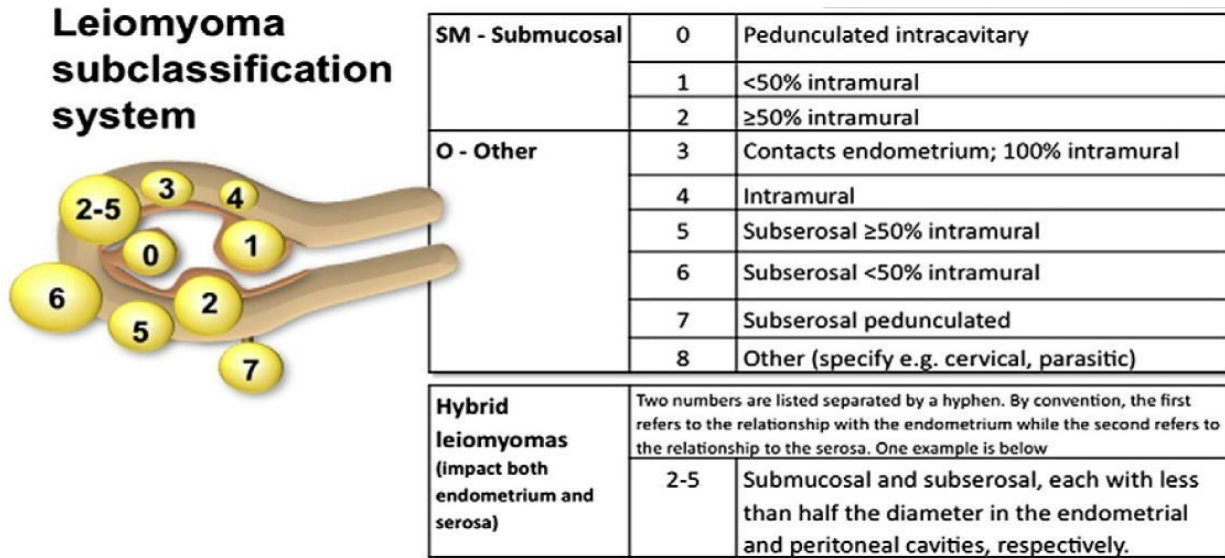 Leiomyoma
subclassification
system
2-5
3
4
0
1
6
2
5
7
SM - Submucosal 0 Pedunculated intracavitary
1 <50% intramural
2 ≥50% intramural
O - Other 3 Contacts endometrium; 100% intramural
4 Intramural
5 Subserosal ≥50% intramural
6 Subserosal <50% intramural
7 Subserosal pedunculated
8 Other (specify e.g. cervical, parasitic)
Hybrid
leiomyomas
(impact both
endometrium and
serosa)
Two numbers are listed separated by a hyphen. By convention, the first
refers to the relationship with the endometrium while the second refers to
the relationship to the serosa. One example is below
2-5 Submucosal and subserosal, each with less
than half the diameter in the endometrial
and peritoneal cavities, respectively.